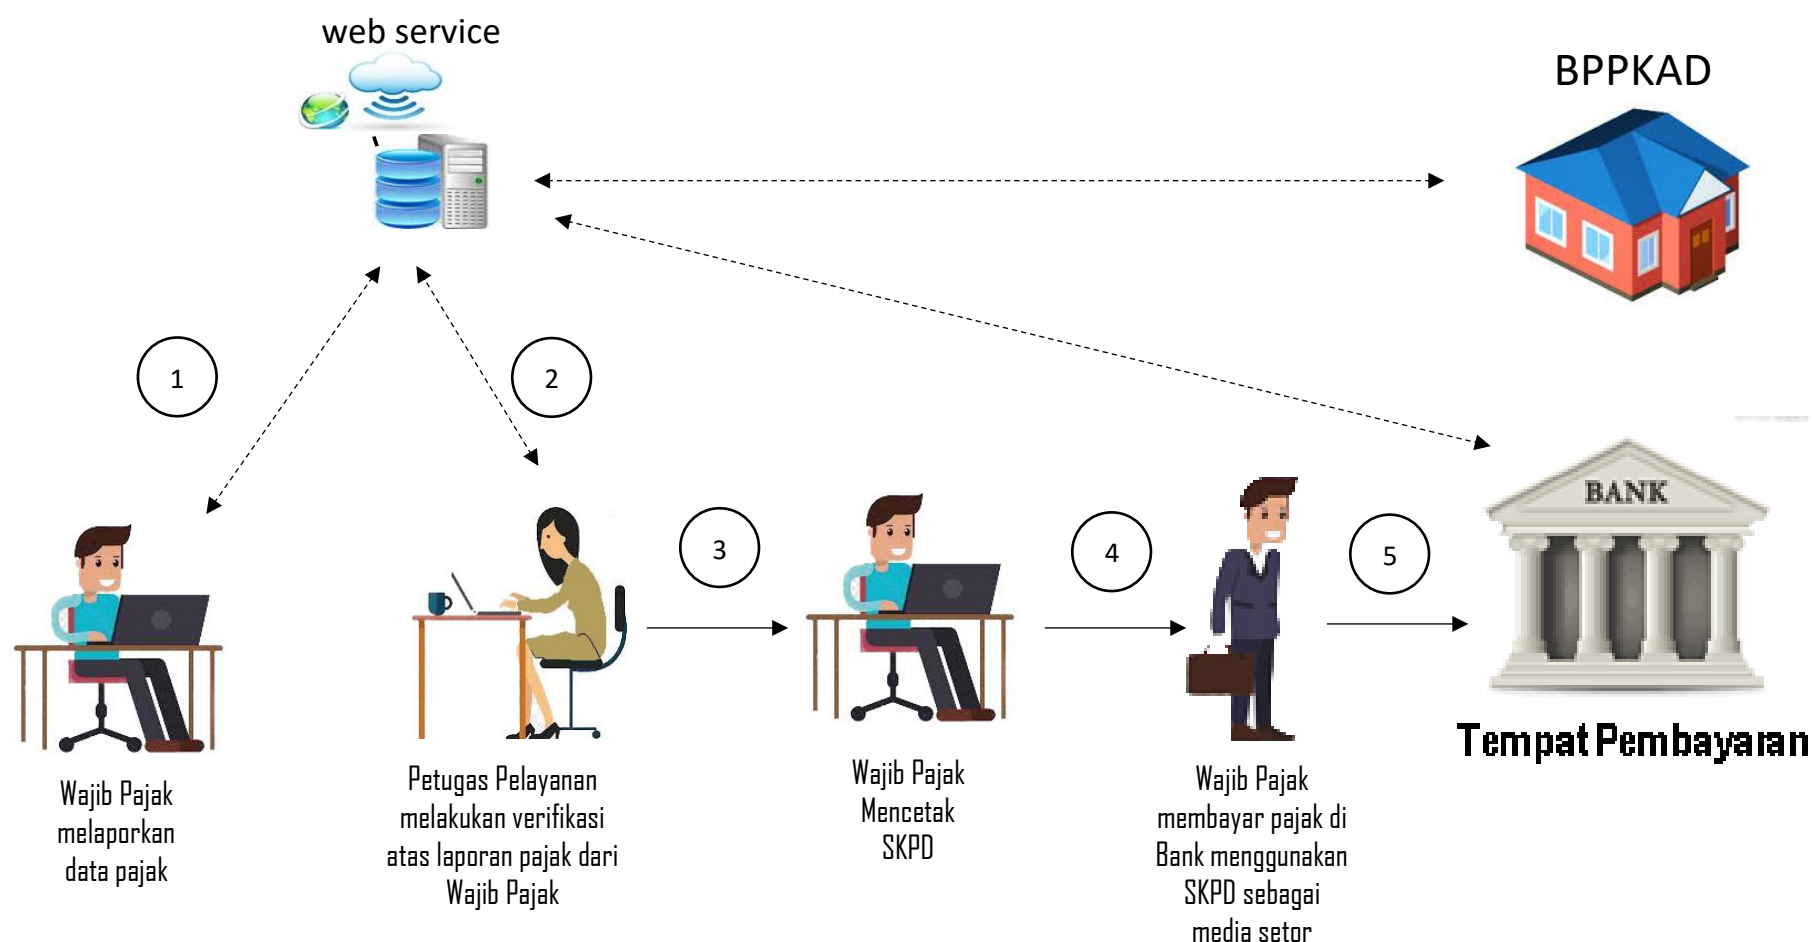 web service
BPPKAD
1
2
3
4
5
BANK
Tempat Pembayaran
Wajib Pajak
melaporkan
data pajak
Petugas Pelayanan
melakukan verifikasi
atas laporan pajak dari
Wajib Pajak
Wajib Pajak
Mencetak
SKPD
Wajib Pajak
membayar pajak di
Bank menggunakan
SKPD sebagai
media setor